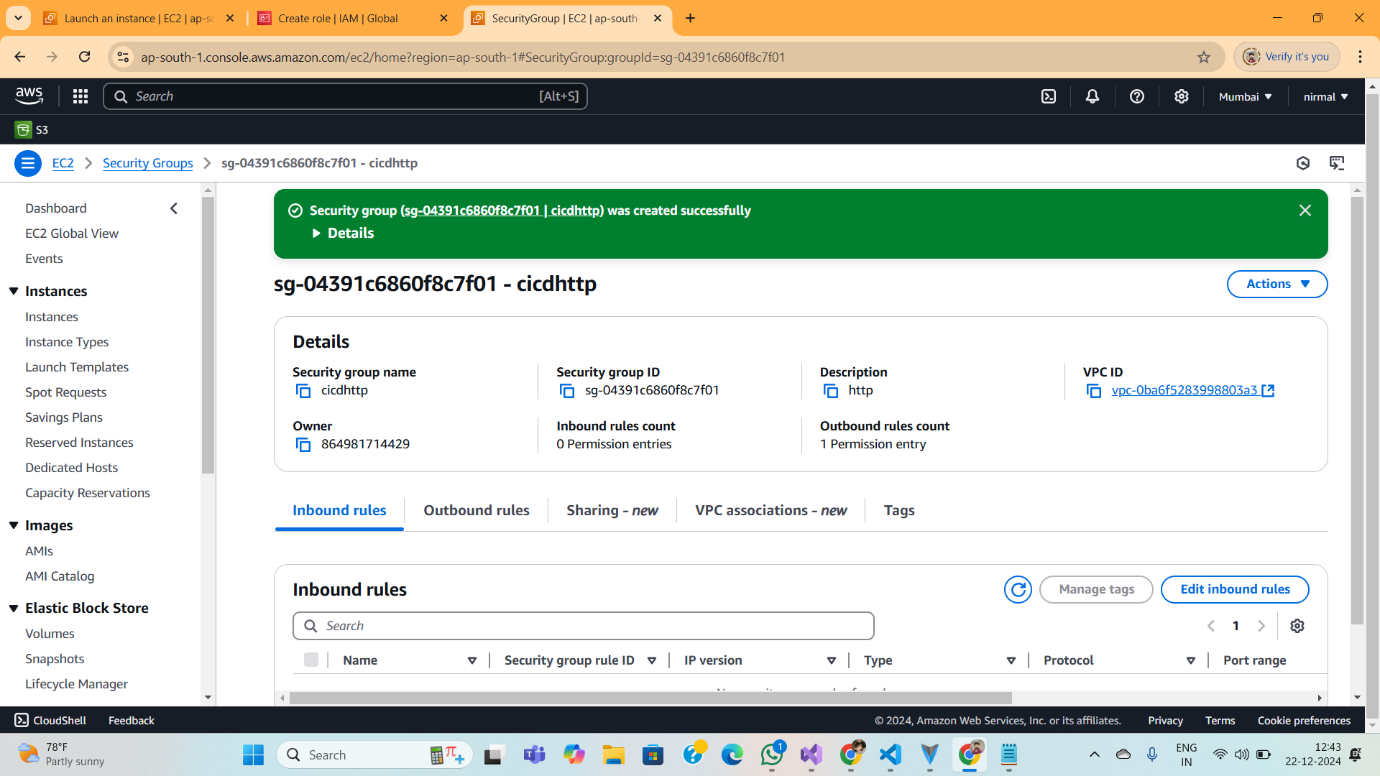 Launch an instance | EC2 | ap-so
Create role | IAM | Global
SecurityGroup | EC2 | ap-south-
ap-south-1.console.aws.amazon.com/ec2/home?region=ap-south-1#SecurityGroup:groupId=sg-04391c6860f8c7f01
Verify it's you
aws
Search [Alt+S]
Mumbai
nirmal
S3
EC2 > Security Groups > sg-04391c6860f8c7f01 - cicdhttp
Dashboard
EC2 Global View
Events
Instances
Instances
Instance Types
Launch Templates
Spot Requests
Savings Plans
Reserved Instances
Dedicated Hosts
Capacity Reservations
Images
AMIs
AMI Catalog
Elastic Block Store
Volumes
Snapshots
Lifecycle Manager
Security group (sg-04391c6860f8c7f01 | cicdhttp) was created successfully
Details
sg-04391c6860f8c7f01 - cicdhttp
Actions
Details
Security group name
cicdhttp
Security group ID
sg-04391c6860f8c7f01
Description
http
VPC ID
vpc-0ba6f5283998803a3
Owner
864981714429
Inbound rules count
0 Permission entries
Outbound rules count
1 Permission entry
Inbound rules
Outbound rules
Sharing - new
VPC associations - new
Tags
Inbound rules
Manage tags
Edit inbound rules
Search
1
Name
Security group rule ID
IP version
Type
Protocol
Port range
CloudShell
Feedback
© 2024, Amazon Web Services, Inc. or its affiliates.
Privacy
Terms
Cookie preferences
78°F
Partly sunny
Search
1
ENG
IN
12:43
22-12-2024